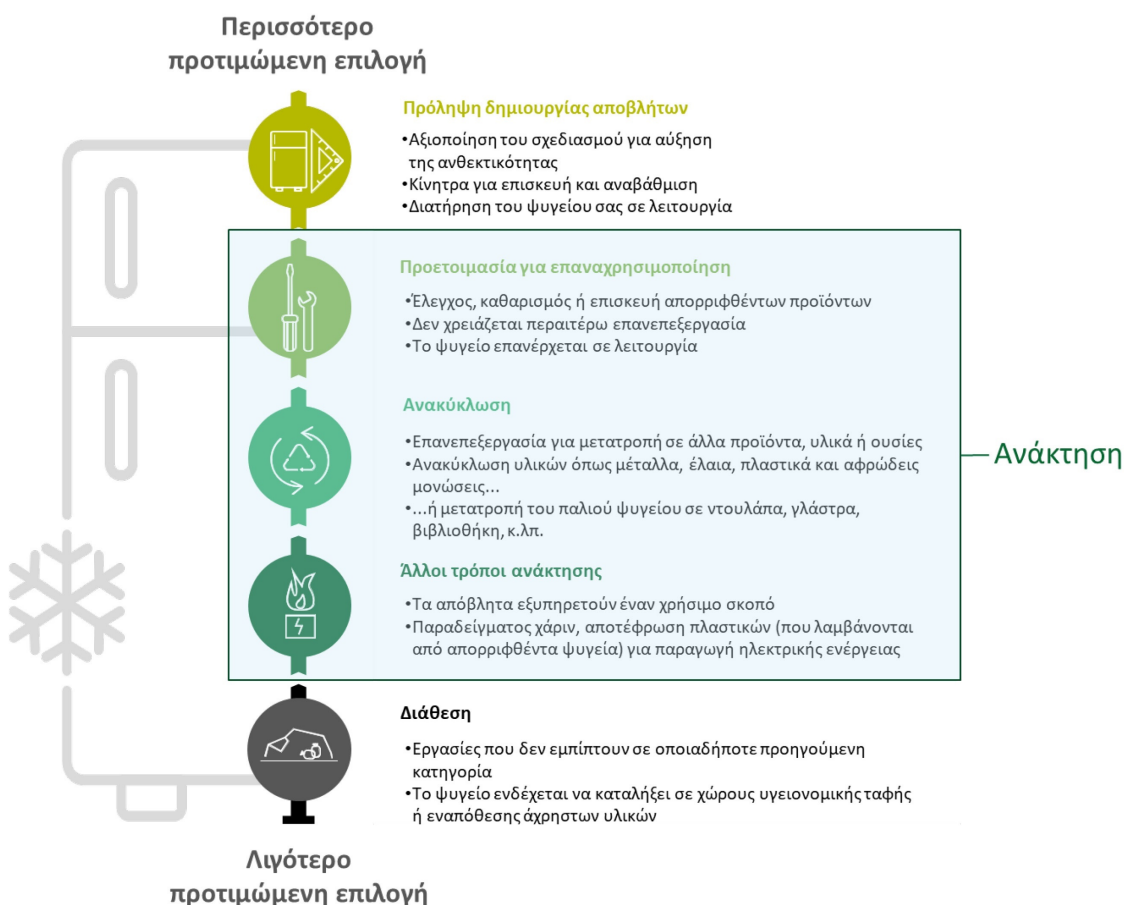 Περισσότερο
προτιμώμενη επιλογή
Πρόληψη δημιουργίας αποβλήτων
•Αξιοποίηση του σχεδιασμού για αύξηση
της ανθεκτικότητας
•Κίνητρα για επισκευή και αναβάθμιση
•Διατήρηση του ψυγείου σας σε λειτουργία
Προετοιμασία για επαναχρησιμοποίηση
•Έλεγχος, καθαρισμός ή επισκευή απορριφθέντων προϊόντων
•Δεν χρειάζεται περαιτέρω επανεπεξεργασία
•Το ψυγείο επανέρχεται σε λειτουργία
Ανακύκλωση
•Επανεπεξεργασία για μετατροπή σε άλλα προϊόντα, υλικά ή ουσίες
•Ανακύκλωση υλικών όπως μέταλλα, έλαια, πλαστικά και αφρώδεις
μονώσεις...
•...ή μετατροπή του παλιού ψυγείου σε ντουλάπα, γλάστρα,
βιβλιοθήκη, κ.λπ.
Ανάκτηση
Άλλοι τρόποι ανάκτησης
•Τα απόβλητα εξυπηρετούν έναν χρήσιμο σκοπό
•Παραδείγματος χάριν, αποτέφρωση πλαστικών (που λαμβάνονται
από απορριφθέντα ψυγεία) για παραγωγή ηλεκτρικής ενέργειας
Διάθεση
•Εργασίες που δεν εμπίπτουν σε οποιαδήποτε προηγούμενη
κατηγορία
•Το ψυγείο ενδέχεται να καταλήξει σε χώρους υγειονομικής ταφής
ή εναπόθεσης άχρηστων υλικών
Λιγότερο
προτιμώμενη επιλογή